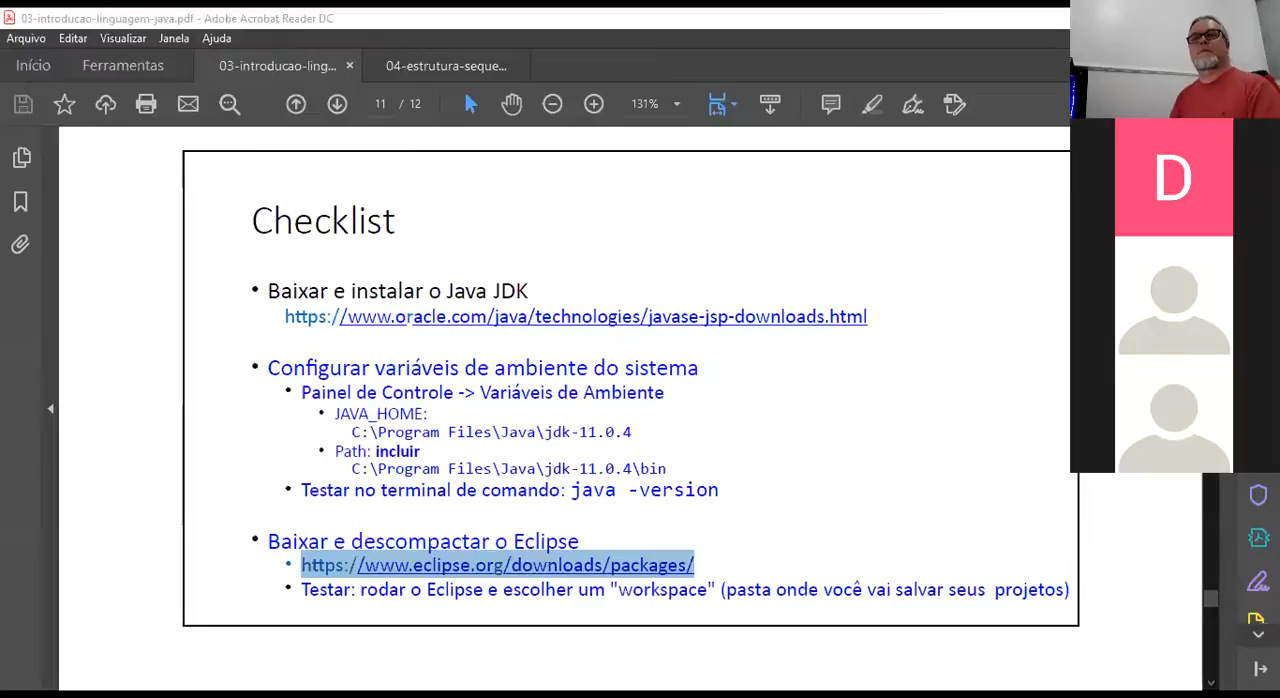 03-introducao-linguagem-java.pdf - Adobe Acrobat Reader DC
Arquivo Editar Visualizar Janela Ajuda
Início Ferramentas 03-introducao-ling... × 04-estrutura-seque...
11 / 12 131%
D
Checklist
• Baixar e instalar o Java JDK
https://www.oracle.com/java/technologies/javase-jsp-downloads.html
• Configurar variáveis de ambiente do sistema
• Painel de Controle -> Variáveis de Ambiente
• JAVA_HOME:
C:\Program Files\Java\jdk-11.0.4
• Path: incluir
C:\Program Files\Java\jdk-11.0.4\bin
• Testar no terminal de comando: java -version
• Baixar e descompactar o Eclipse
• https://www.eclipse.org/downloads/packages/
• Testar: rodar o Eclipse e escolher um "workspace" (pasta onde você vai salvar seus projetos)